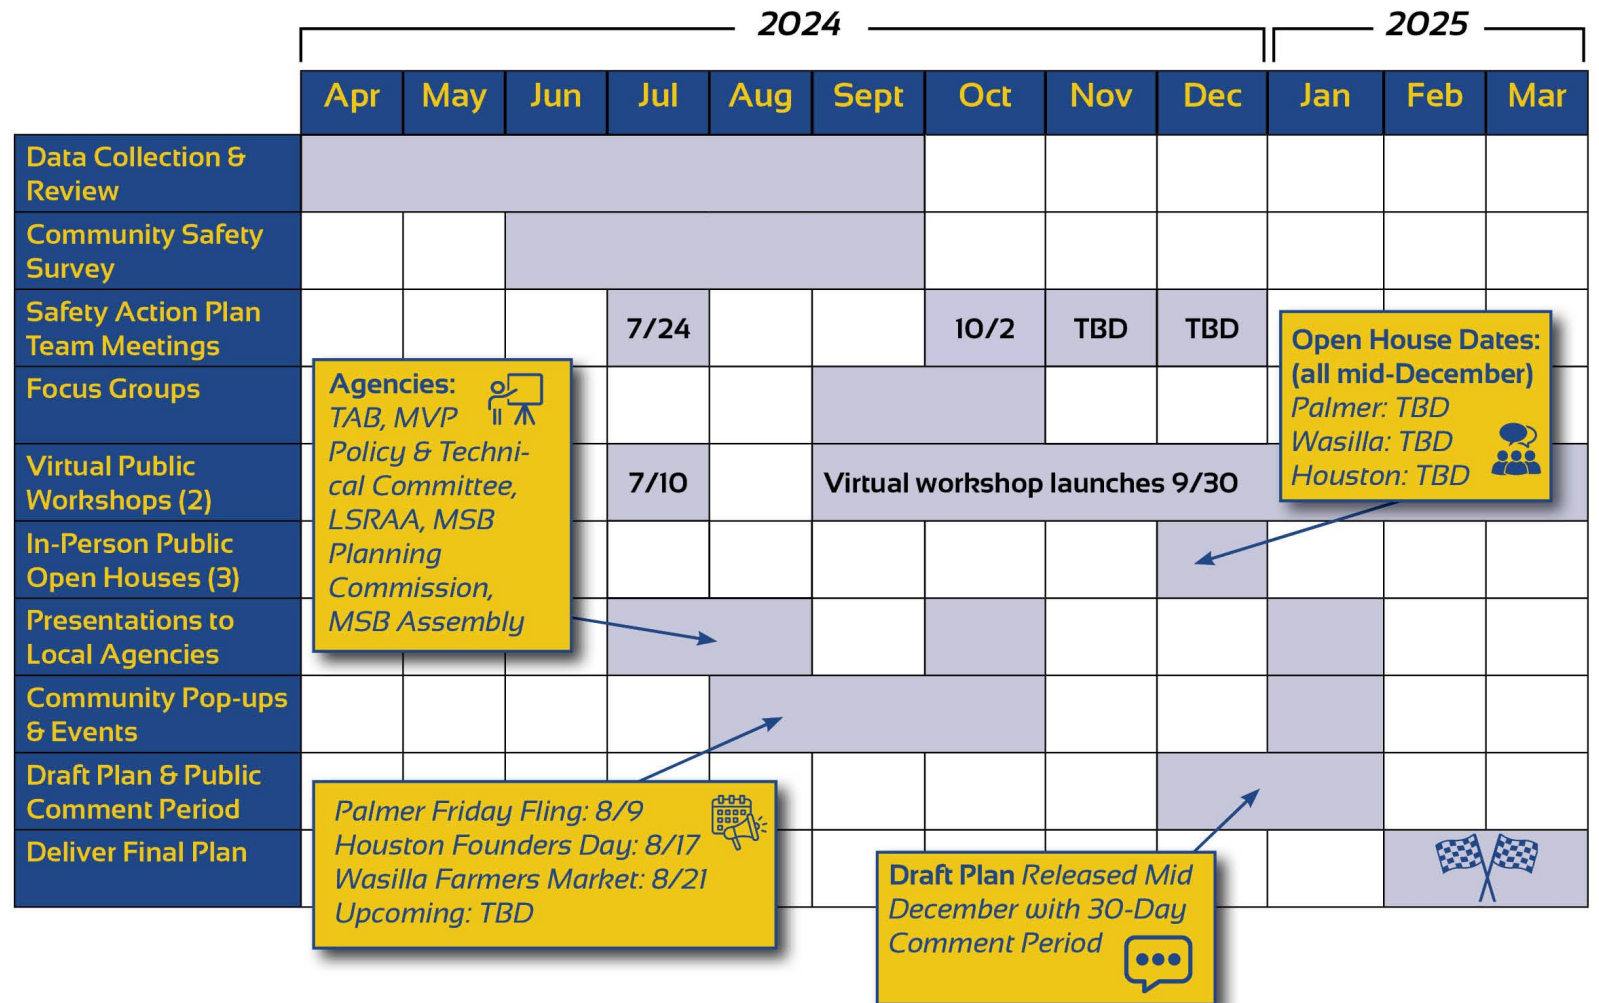 2024
2025
Apr May Jun Jul Aug Sept Oct Nov Dec Jan Feb Mar
Data Collection &
Review
Community Safety
Survey
Safety Action Plan
Team Meetings
7/24 10/2 TBD TBD
Focus Groups
Virtual Public
Workshops (2)
7/10 Virtual workshop launches 9/30
In-Person Public
Open Houses (3)
Presentations to
Local Agencies
Community Pop-ups
& Events
Draft Plan & Public
Comment Period
Deliver Final Plan
Agencies:
TAB, MVP
Policy & Techni-
cal Committee,
LSRAA, MSB
Planning
Commission,
MSB Assembly
Open House Dates:
(all mid-December)
Palmer: TBD
Wasilla: TBD
Houston: TBD
Palmer Friday Fling: 8/9
Houston Founders Day: 8/17
Wasilla Farmers Market: 8/21
Upcoming: TBD
Draft Plan Released Mid
December with 30-Day
Comment Period